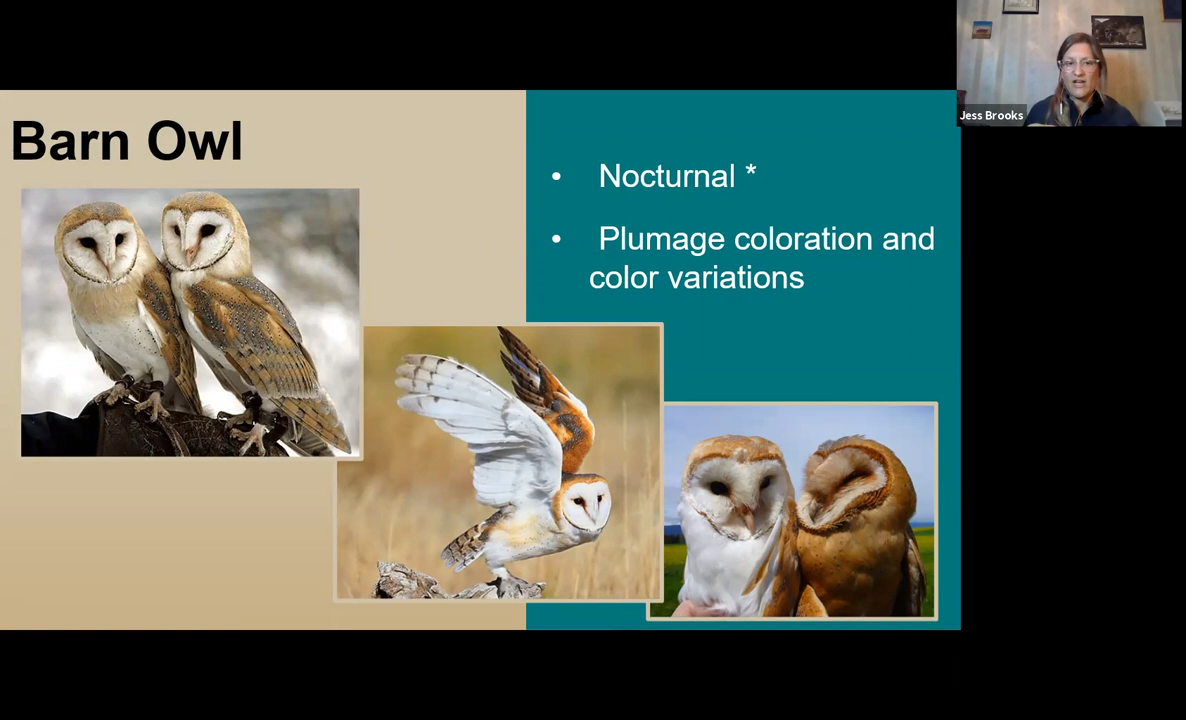 Jess Brooks
Barn Owl
• Nocturnal *
• Plumage coloration and
color variations